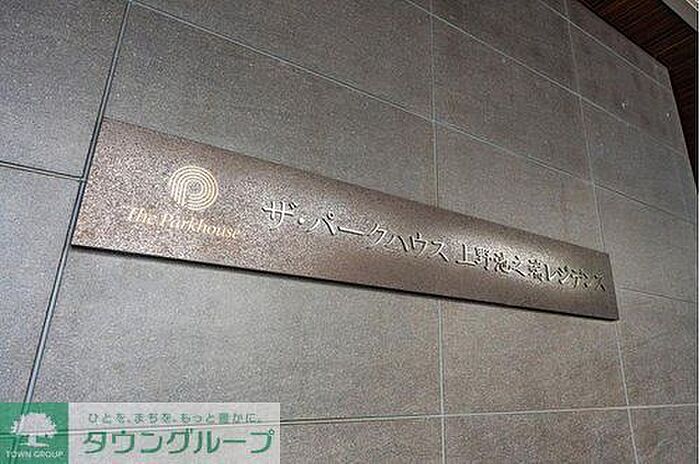 The Parkhouse
ザ・パークハウス 上野池之端レジデンス
ひとを、まちを、もっと豊かに。
TOWN GROUP
タウングループ